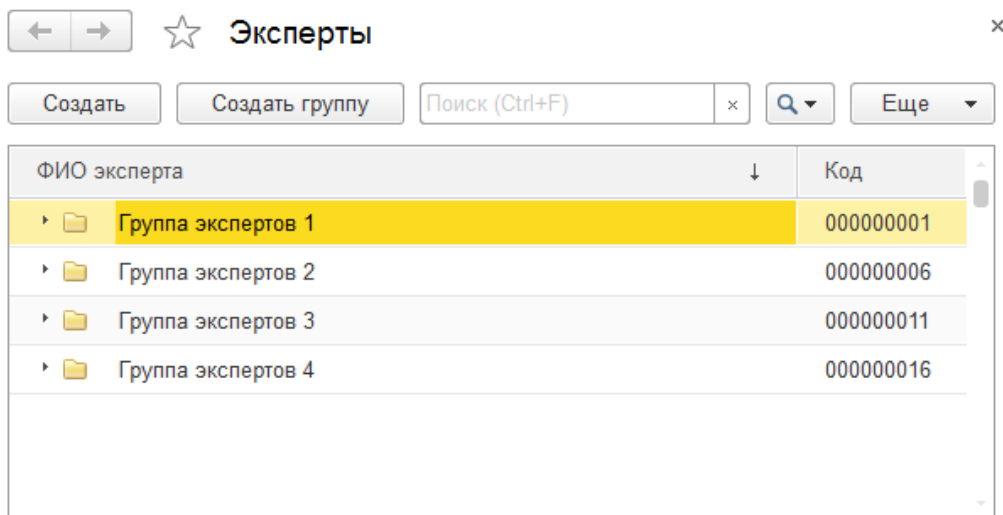 Эксперты
Создать Создать группу Поиск (Ctrl+F) Еще
ФИО эксперта Код
Группа экспертов 1 000000001
Группа экспертов 2 000000006
Группа экспертов 3 000000011
Группа экспертов 4 000000016